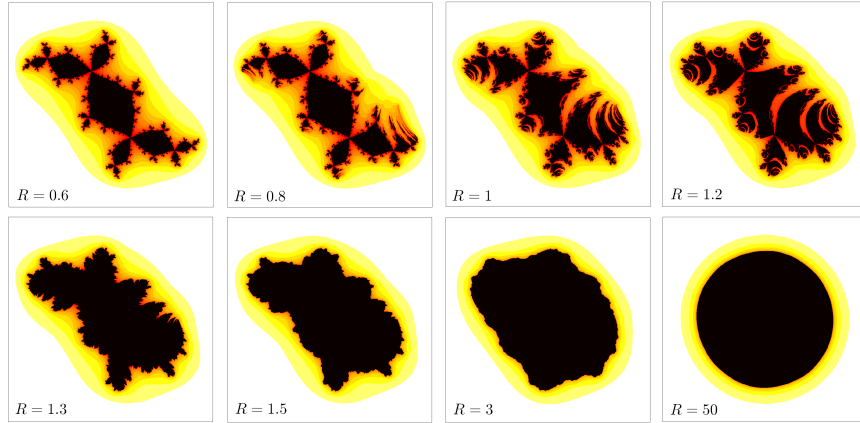 R = 0.6
R = 0.8
R = 1
R = 1.2
R = 1.3
R = 1.5
R = 3
R = 50